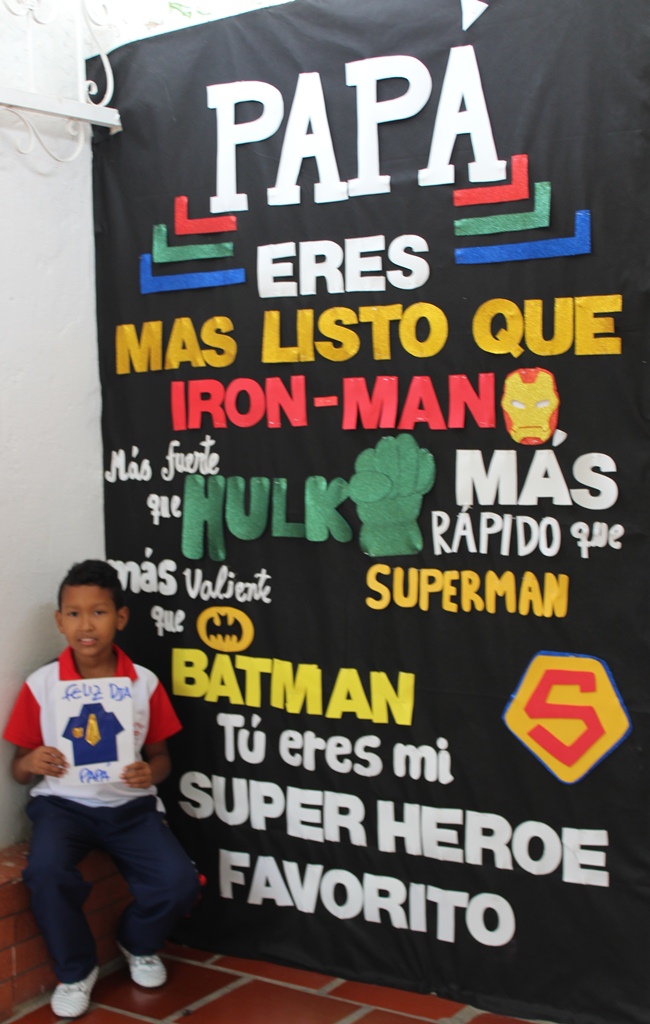 PAPÁ
ERES
MAS LISTO QUE
IRON-MAN
Más fuerte
que
HULK
MÁS
RÁPIDO que
SUPERMAN
más valiente
que
BATMAN
S
Tú eres mi
SUPER HEROE
FAVORITO
FELIZ DIA
PAPÁ